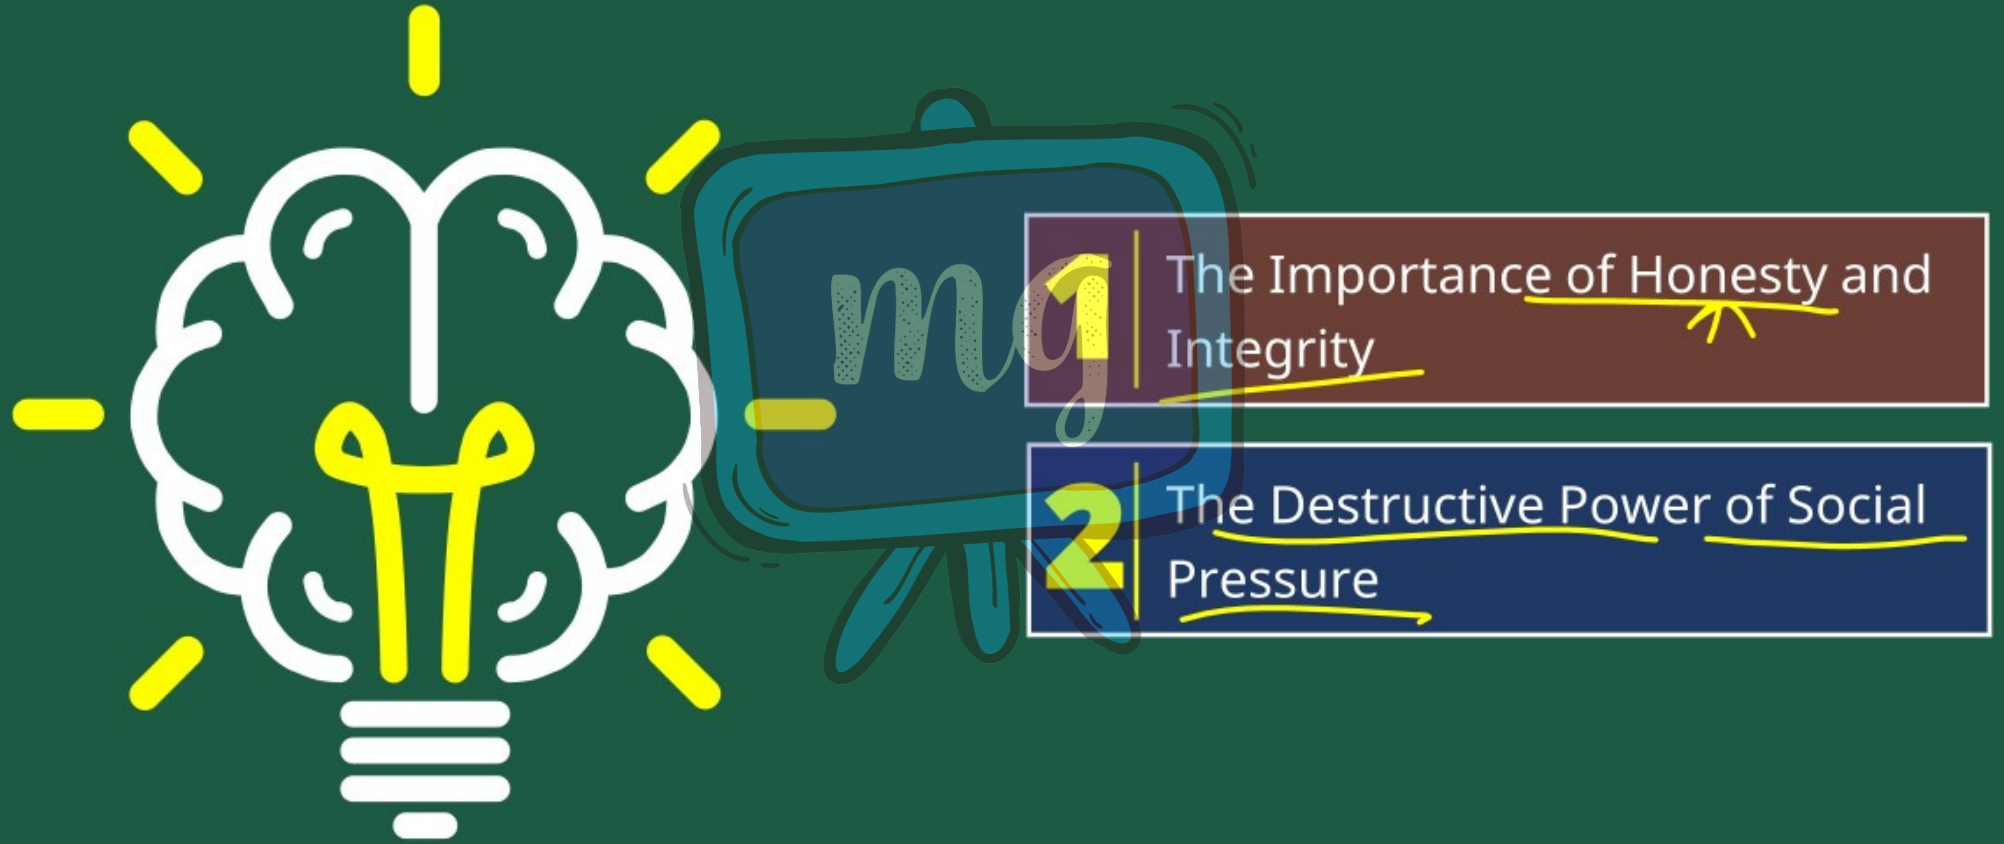 mg
1
The Importance of Honesty and
Integrity
2
The Destructive Power of Social
Pressure